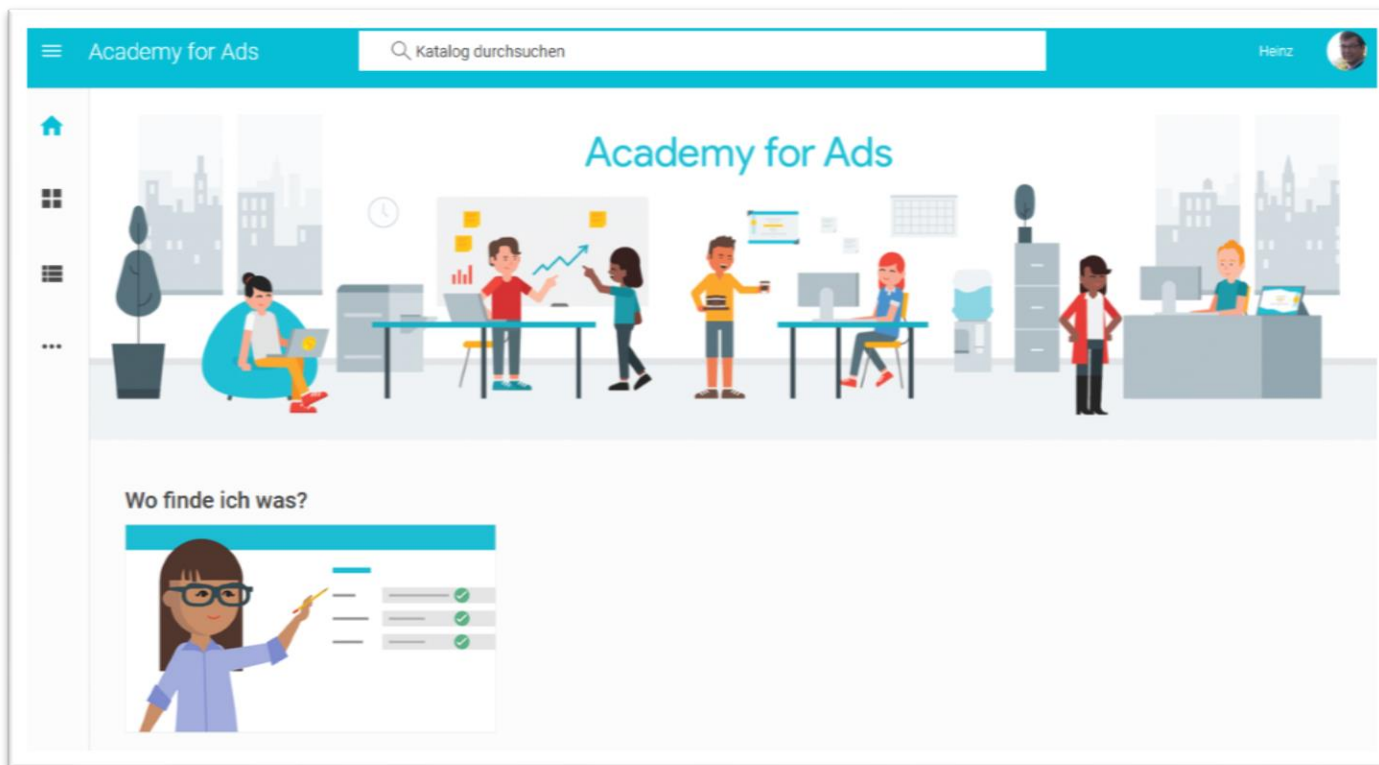 Academy for Ads
Katalog durchsuchen
Heinz
Academy for Ads
Wo finde ich was?